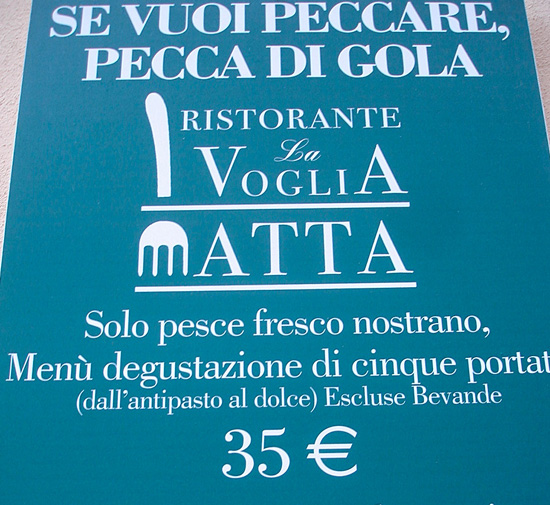 SE VUOI PECCARE,
PECCA DI GOLA
RISTORANTE
La
VOGLIA
MATTA
Solo pesce fresco nostrano,
Menù degustazione di cinque portat
(dall'antipasto al dolce) Escluse Bevande
35 €